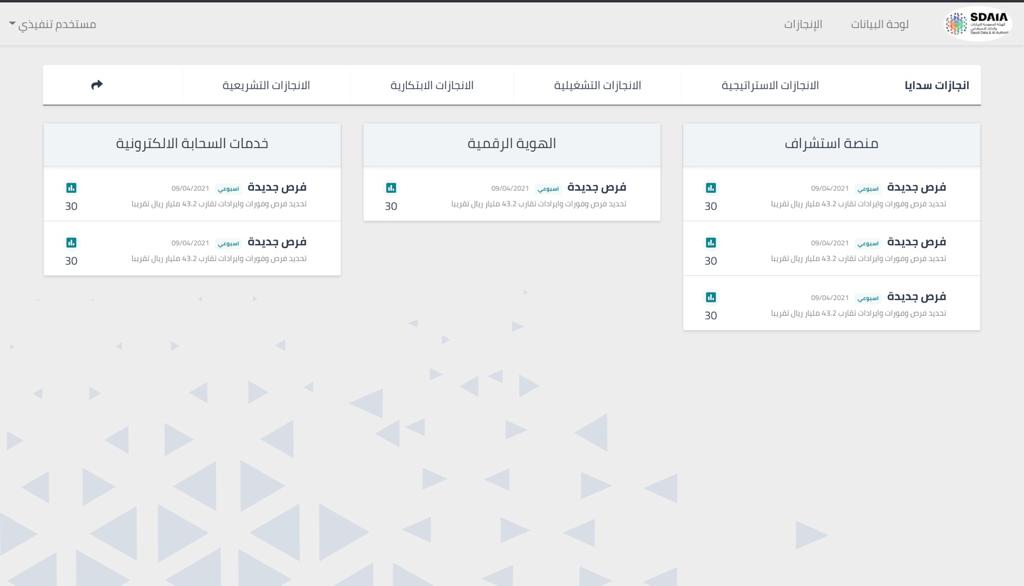 SDAIA
الهيئة السعودية للبيانات
والذكاء الاصطناعي
Saudi Data & AI Authority
لوحة البيانات
الإنجازات
مستخدم تنفيذي
انجازات سدايا
الانجازات الاستراتيجية
الانجازات التشغيلية
الانجازات الابتكارية
الانجازات التشريعية
منصة استشراف
فرص جديدة اسبوعي 09/04/2021
تحديد فرص وفورات وايرادات تقارب 43.2 مليار ريال تقريبا
30
فرص جديدة اسبوعي 09/04/2021
تحديد فرص وفورات وايرادات تقارب 43.2 مليار ريال تقريبا
30
فرص جديدة اسبوعي 09/04/2021
تحديد فرص وفورات وايرادات تقارب 43.2 مليار ريال تقريبا
30
الهوية الرقمية
فرص جديدة اسبوعي 09/04/2021
تحديد فرص وفورات وايرادات تقارب 43.2 مليار ريال تقريبا
30
خدمات السحابة الالكترونية
فرص جديدة اسبوعي 09/04/2021
تحديد فرص وفورات وايرادات تقارب 43.2 مليار ريال تقريبا
30
فرص جديدة اسبوعي 09/04/2021
تحديد فرص وفورات وايرادات تقارب 43.2 مليار ريال تقريبا
30